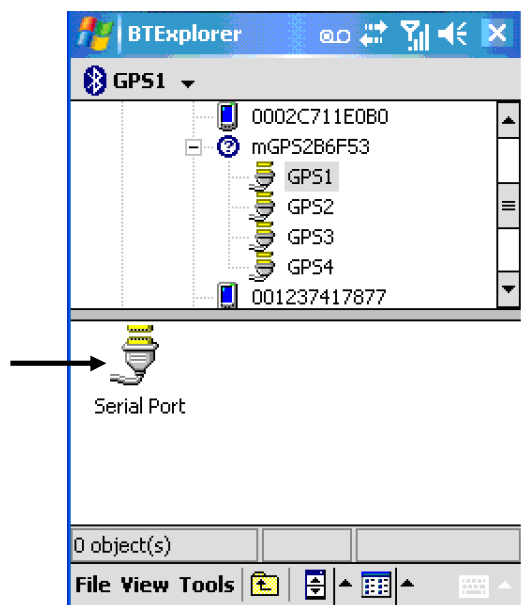 BTExplorer
GPS1
0002C711E0B0
mGPS2B6F53
GPS1
GPS2
GPS3
GPS4
001237417877
Serial Port
0 object(s)
File View Tools